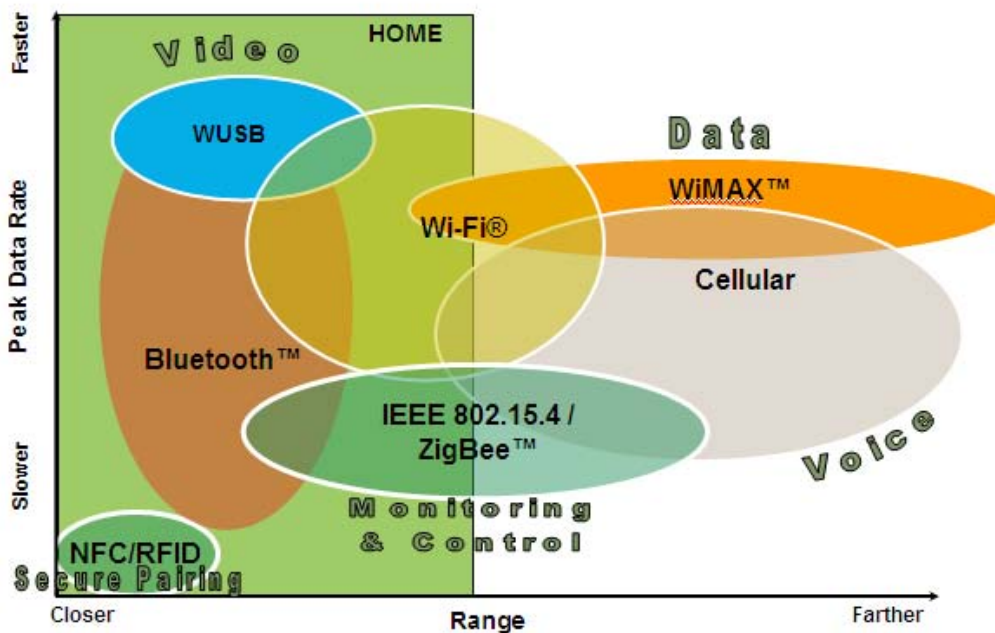 Faster
HOME
Video
WUSB
Data
WiMAX™
Wi-Fi®
Peak Data Rate
Cellular
Bluetooth™
IEEE 802.15.4 /
ZigBee™
Voice
Slower
Monitoring
& Control
NFC/RFID
Secure Pairing
Closer
Range
Farther